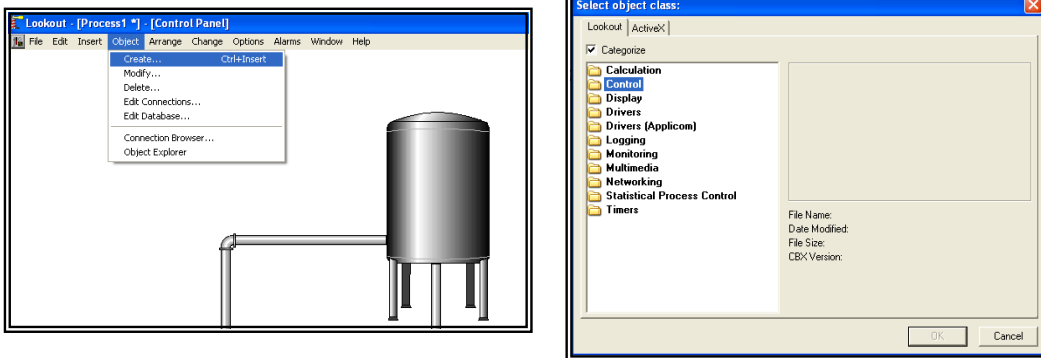 Lookout - [Process1 *] - [Control Panel]
File Edit Insert Object Arrange Change Options Alarms Window Help
Create... Ctrl+Insert
Modify...
Delete...
Edit Connections...
Edit Database...
Connection Browser...
Object Explorer
Select object class:
Lookout ActiveX
Categorize
Calculation
Control
Display
Drivers
Drivers (Applicom)
Logging
Monitoring
Multimedia
Networking
Statistical Process Control
Timers
File Name:
Date Modified:
File Size:
CBX Version:
OK Cancel